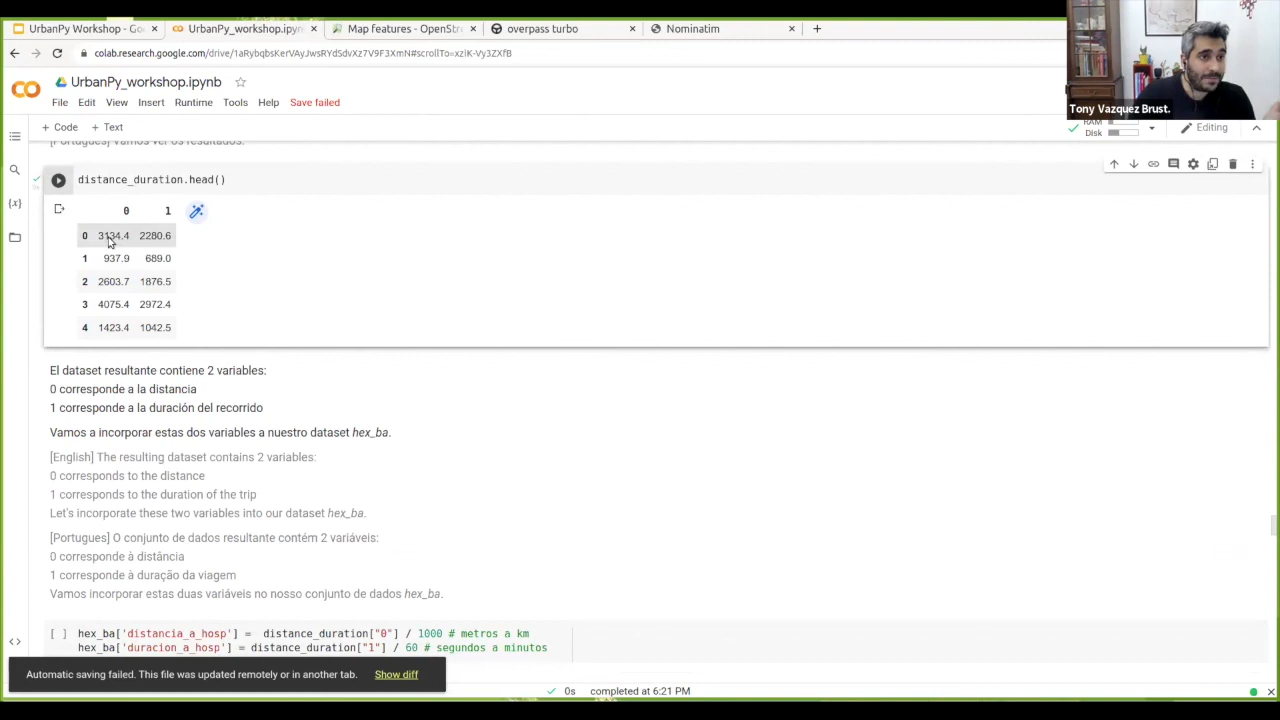 UrbanPy Workshop - Go
UrbanPy_workshop.ipyn
Map features - OpenStre
overpass turbo
Nominatim
colab.research.google.com/drive/1aRybqbsKerVAyJwsRYdSdvXz7V9F3XmN#scrollTo=xziK-Vy3ZXfB
UrbanPy_workshop.ipynb
File Edit View Insert Runtime Tools Help Save failed
Tony Vazquez Brust.
+ Code + Text
RAM
Disk
Editing
[Portugues] Vamos ver os resultados.
distance_duration.head()
0 1
0 3134.4 2280.6
1 937.9 689.0
2 2603.7 1876.5
3 4075.4 2972.4
4 1423.4 1042.5
El dataset resultante contiene 2 variables:
0 corresponde a la distancia
1 corresponde a la duración del recorrido
Vamos a incorporar estas dos variables a nuestro dataset hex_ba.
[English] The resulting dataset contains 2 variables:
0 corresponds to the distance
1 corresponds to the duration of the trip
Let's incorporate these two variables into our dataset hex_ba.
[Portugues] O conjunto de dados resultante contém 2 variáveis:
0 corresponde à distância
1 corresponde à duração da viagem
Vamos incorporar estas duas variáveis no nosso conjunto de dados hex_ba.
[ ] hex_ba['distancia_a_hosp'] = distance_duration["0"] / 1000 # metros a km
hex_ba['duracion_a_hosp'] = distance_duration["1"] / 60 # segundos a minutos
Automatic saving failed. This file was updated remotely or in another tab. Show diff
0s completed at 6:21 PM